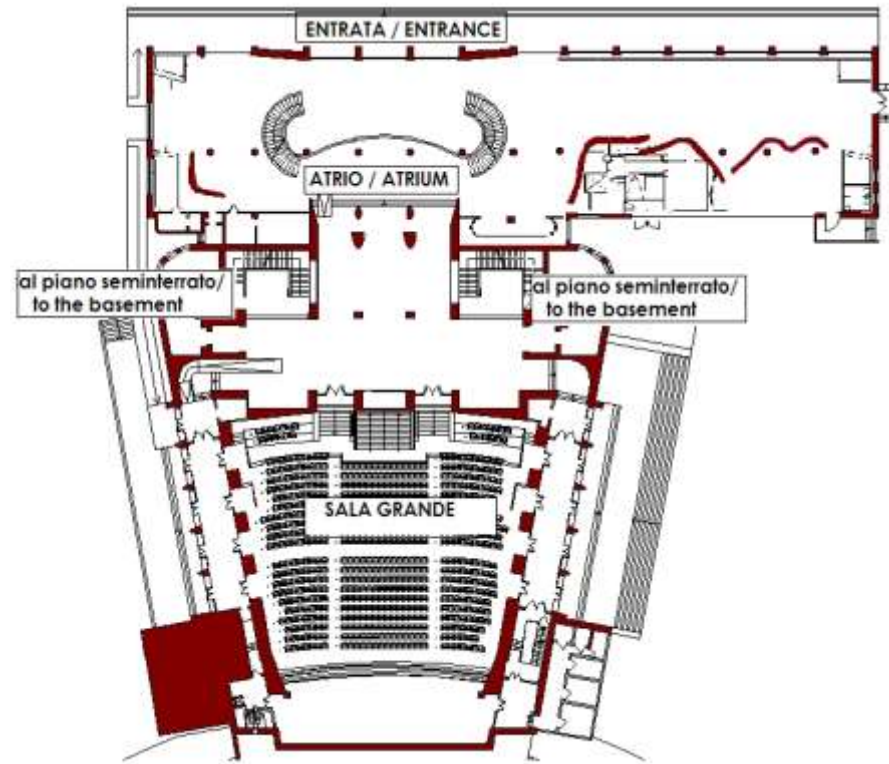 ENTRATA / ENTRANCE
ATRIO / ATRIUM
al piano seminterrato/
to the basement
al piano seminterrato/
to the basement
SALA GRANDE